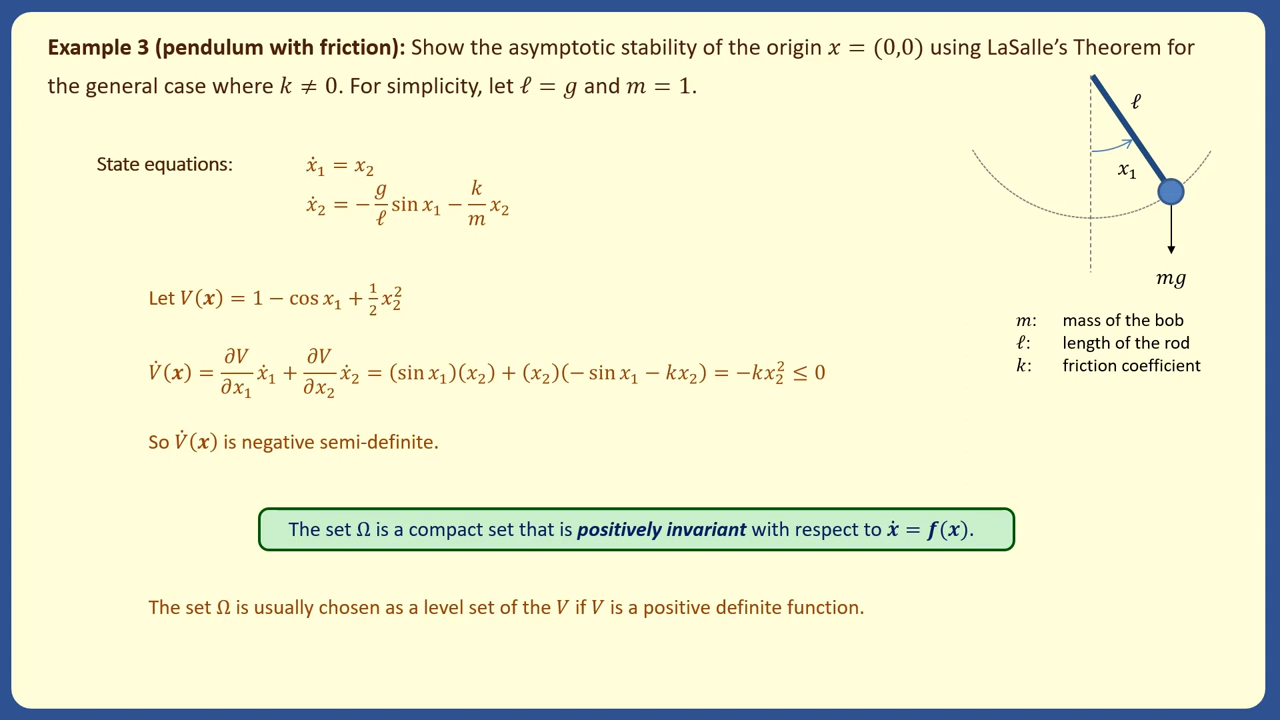 Example 3 (pendulum with friction): Show the asymptotic stability of the origin x = (0,0) using LaSalle's Theorem for
the general case where k ≠ 0. For simplicity, let ℓ = g and m = 1.
ℓ
x₁
mg
State equations: ẋ₁ = x₂
ẋ₂ = −g/ℓ sin x₁ − k/m x₂
Let V(x) = 1 − cos x₁ + ½x₂²
m: mass of the bob
ℓ: length of the rod
k: friction coefficient
V̇(x) = ∂V/∂x₁ ẋ₁ + ∂V/∂x₂ ẋ₂ = (sin x₁)(x₂) + (x₂)(− sin x₁ − kx₂) = −kx₂² ≤ 0
So V̇(x) is negative semi-definite.
The set Ω is a compact set that is positively invariant with respect to ẋ = f(x).
The set Ω is usually chosen as a level set of the V if V is a positive definite function.